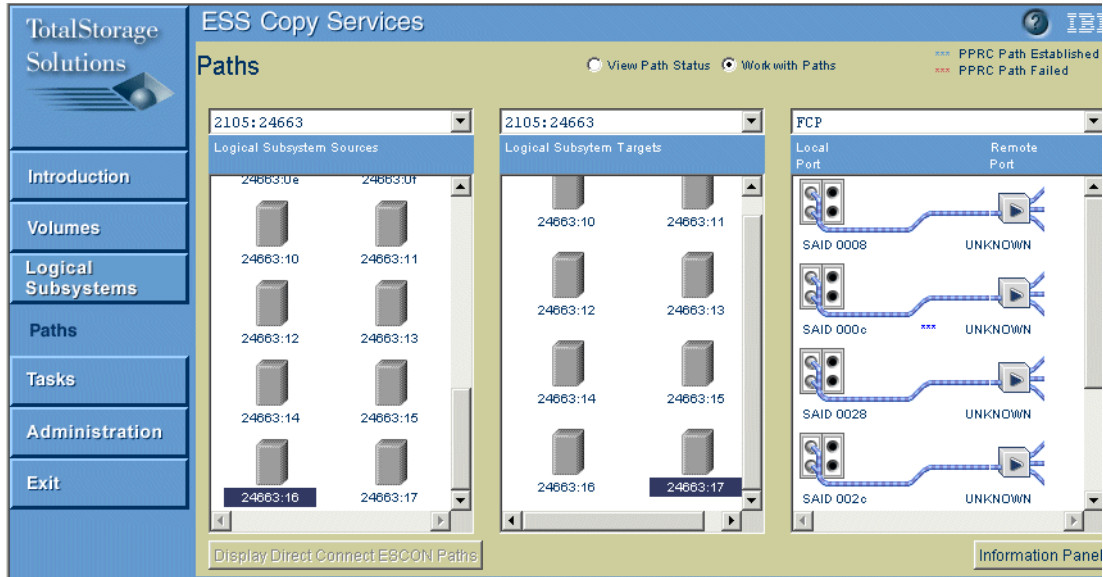 TotalStorage
Solutions
ESS Copy Services
? IBM
Paths
View Path Status Work with Paths
*** PPRC Path Established
*** PPRC Path Failed
Introduction
Volumes
Logical
Subsystems
Paths
Tasks
Administration
Exit
2105:24663
Logical Subsystem Sources
24663:0e 24663:0f
24663:10 24663:11
24663:12 24663:13
24663:14 24663:15
24663:16 24663:17
Display Direct Connect ESCON Paths
2105:24663
Logical Subsytem Targets
24663:10 24663:11
24663:12 24663:13
24663:14 24663:15
24663:16 24663:17
FCP
Local Remote
Port Port
SAID 0008 UNKNOWN
SAID 000c *** UNKNOWN
SAID 0028 UNKNOWN
SAID 002c UNKNOWN
Information Panel